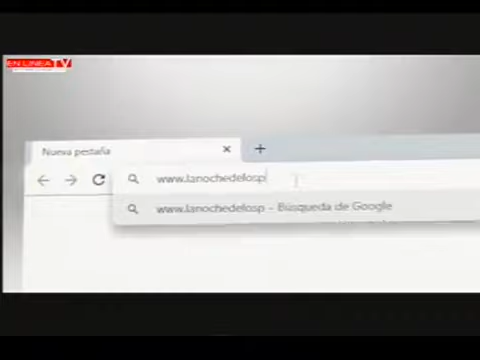 EN LINEA TV
Nueva pestaña
www.lanochedelosp
www.lanochedelosp - Búsqueda de Google